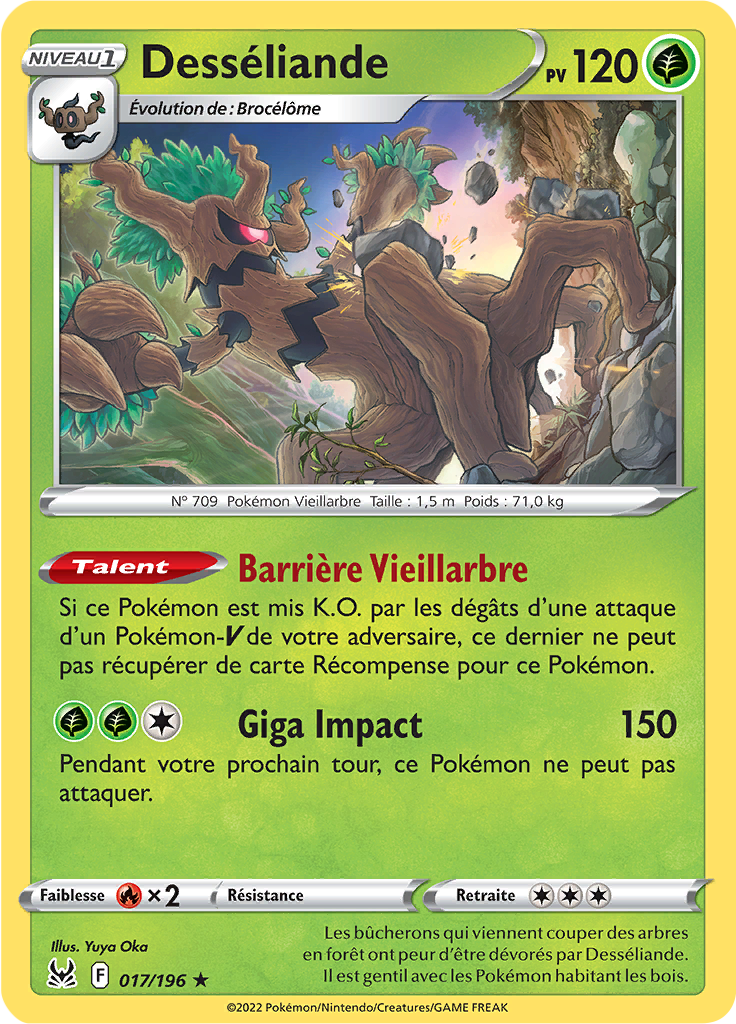 NIVEAU 1
Desséliande
PV 120
Évolution de : Brocélôme
N° 709 Pokémon Vieillarbre Taille : 1,5 m Poids : 71,0 kg
Talent Barrière Vieillarbre
Si ce Pokémon est mis K.O. par les dégâts d’une attaque
d’un Pokémon-V de votre adversaire, ce dernier ne peut
pas récupérer de carte Récompense pour ce Pokémon.
Giga Impact 150
Pendant votre prochain tour, ce Pokémon ne peut pas
attaquer.
Faiblesse ×2 Résistance Retraite
Illus. Yuya Oka
F 017/196 ★
Les bûcherons qui viennent couper des arbres
en forêt ont peur d’être dévorés par Desséliande.
Il est gentil avec les Pokémon habitant les bois.
©2022 Pokémon/Nintendo/Creatures/GAME FREAK